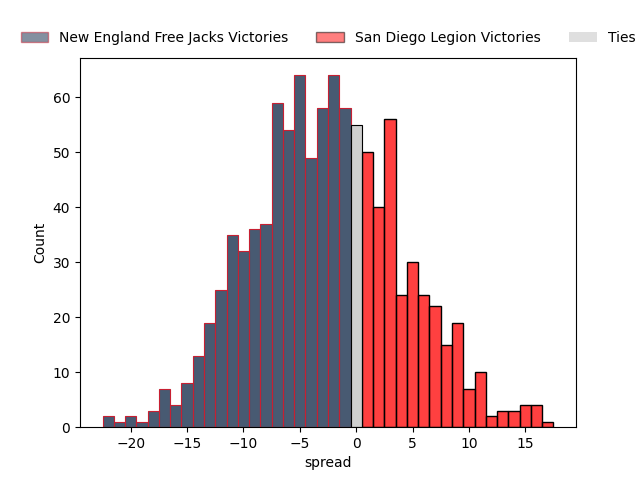 New England Free Jacks Victories San Diego Legion Victories Ties
60
50
40
30
20
10
0
Count
−20 −15 −10 −5 0 5 10 15
spread